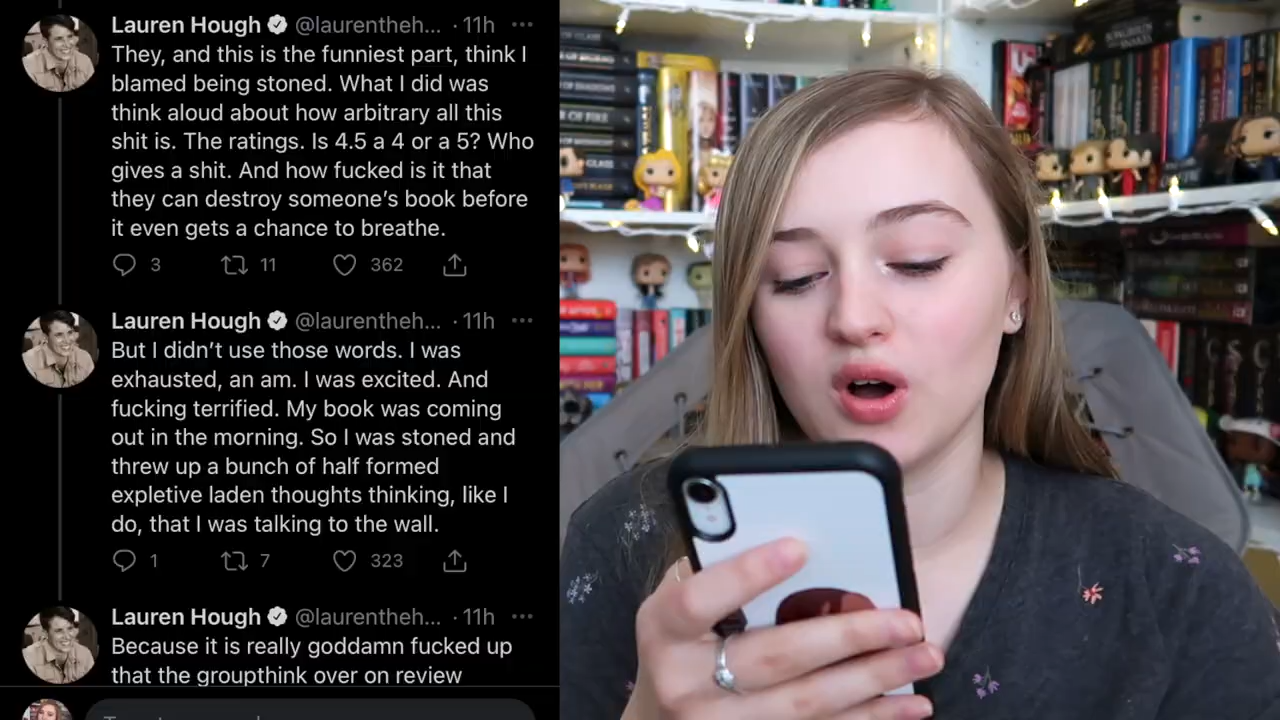 Lauren Hough @laurentheh... · 11h ...
They, and this is the funniest part, think I
blamed being stoned. What I did was
think aloud about how arbitrary all this
shit is. The ratings. Is 4.5 a 4 or a 5? Who
gives a shit. And how fucked is it that
they can destroy someone’s book before
it even gets a chance to breathe.
3 11 362
Lauren Hough @laurentheh... · 11h ...
But I didn’t use those words. I was
exhausted, an am. I was excited. And
fucking terrified. My book was coming
out in the morning. So I was stoned and
threw up a bunch of half formed
expletive laden thoughts thinking, like I
do, that I was talking to the wall.
1 7 323
Lauren Hough @laurentheh... · 11h ...
Because it is really goddamn fucked up
that the groupthink over on review